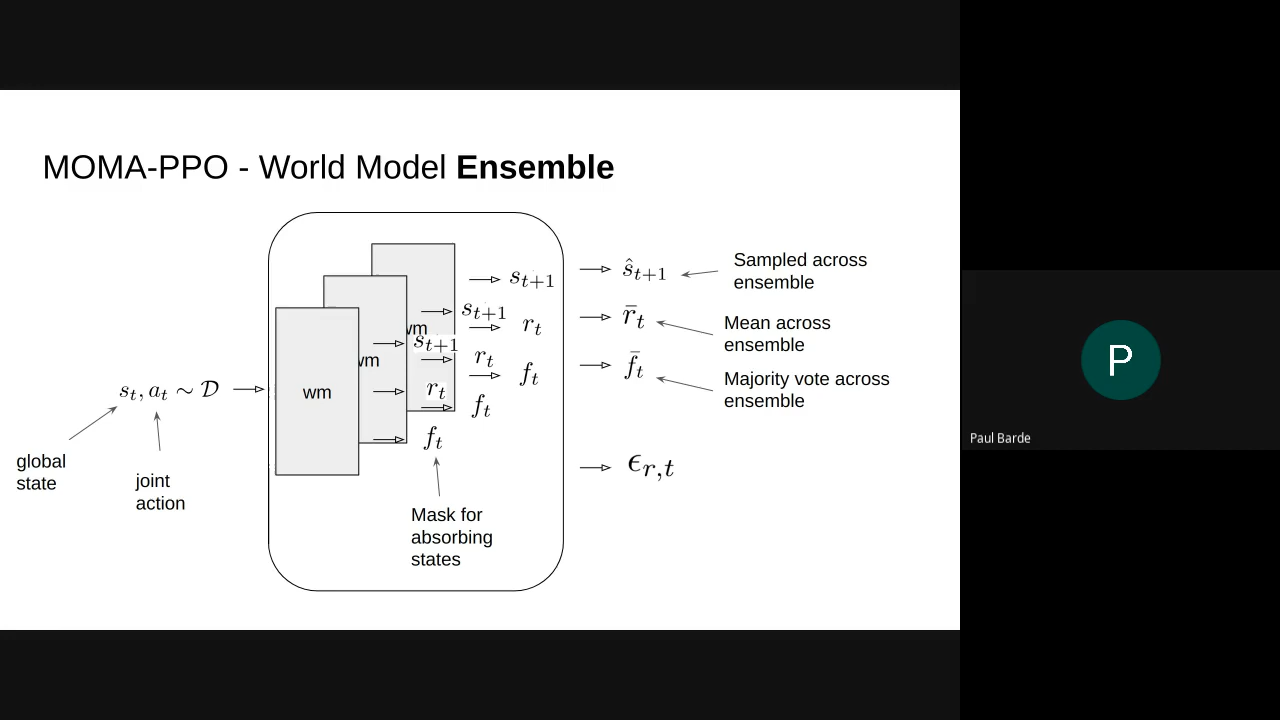 MOMA-PPO - World Model Ensemble
s_{t+1}
s_{t+1}
s_{t+1}
r_t
r_t
r_t
f_t
f_t
f_t
wm
wm
wm
s_t, a_t ∼ 𝒟
global
state
joint
action
Mask for
absorbing
states
ŝ_{t+1}
Sampled across
ensemble
r̄_t
Mean across
ensemble
f̄_t
Majority vote across
ensemble
ϵ_{r,t}
P
Paul Barde